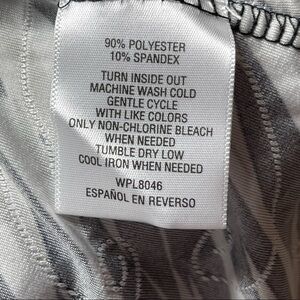 90% POLYESTER
10% SPANDEX
TURN INSIDE OUT
MACHINE WASH COLD
GENTLE CYCLE
WITH LIKE COLORS
ONLY NON-CHLORINE BLEACH
WHEN NEEDED
TUMBLE DRY LOW
COOL IRON WHEN NEEDED
WPL8046
ESPAÑOL EN REVERSO